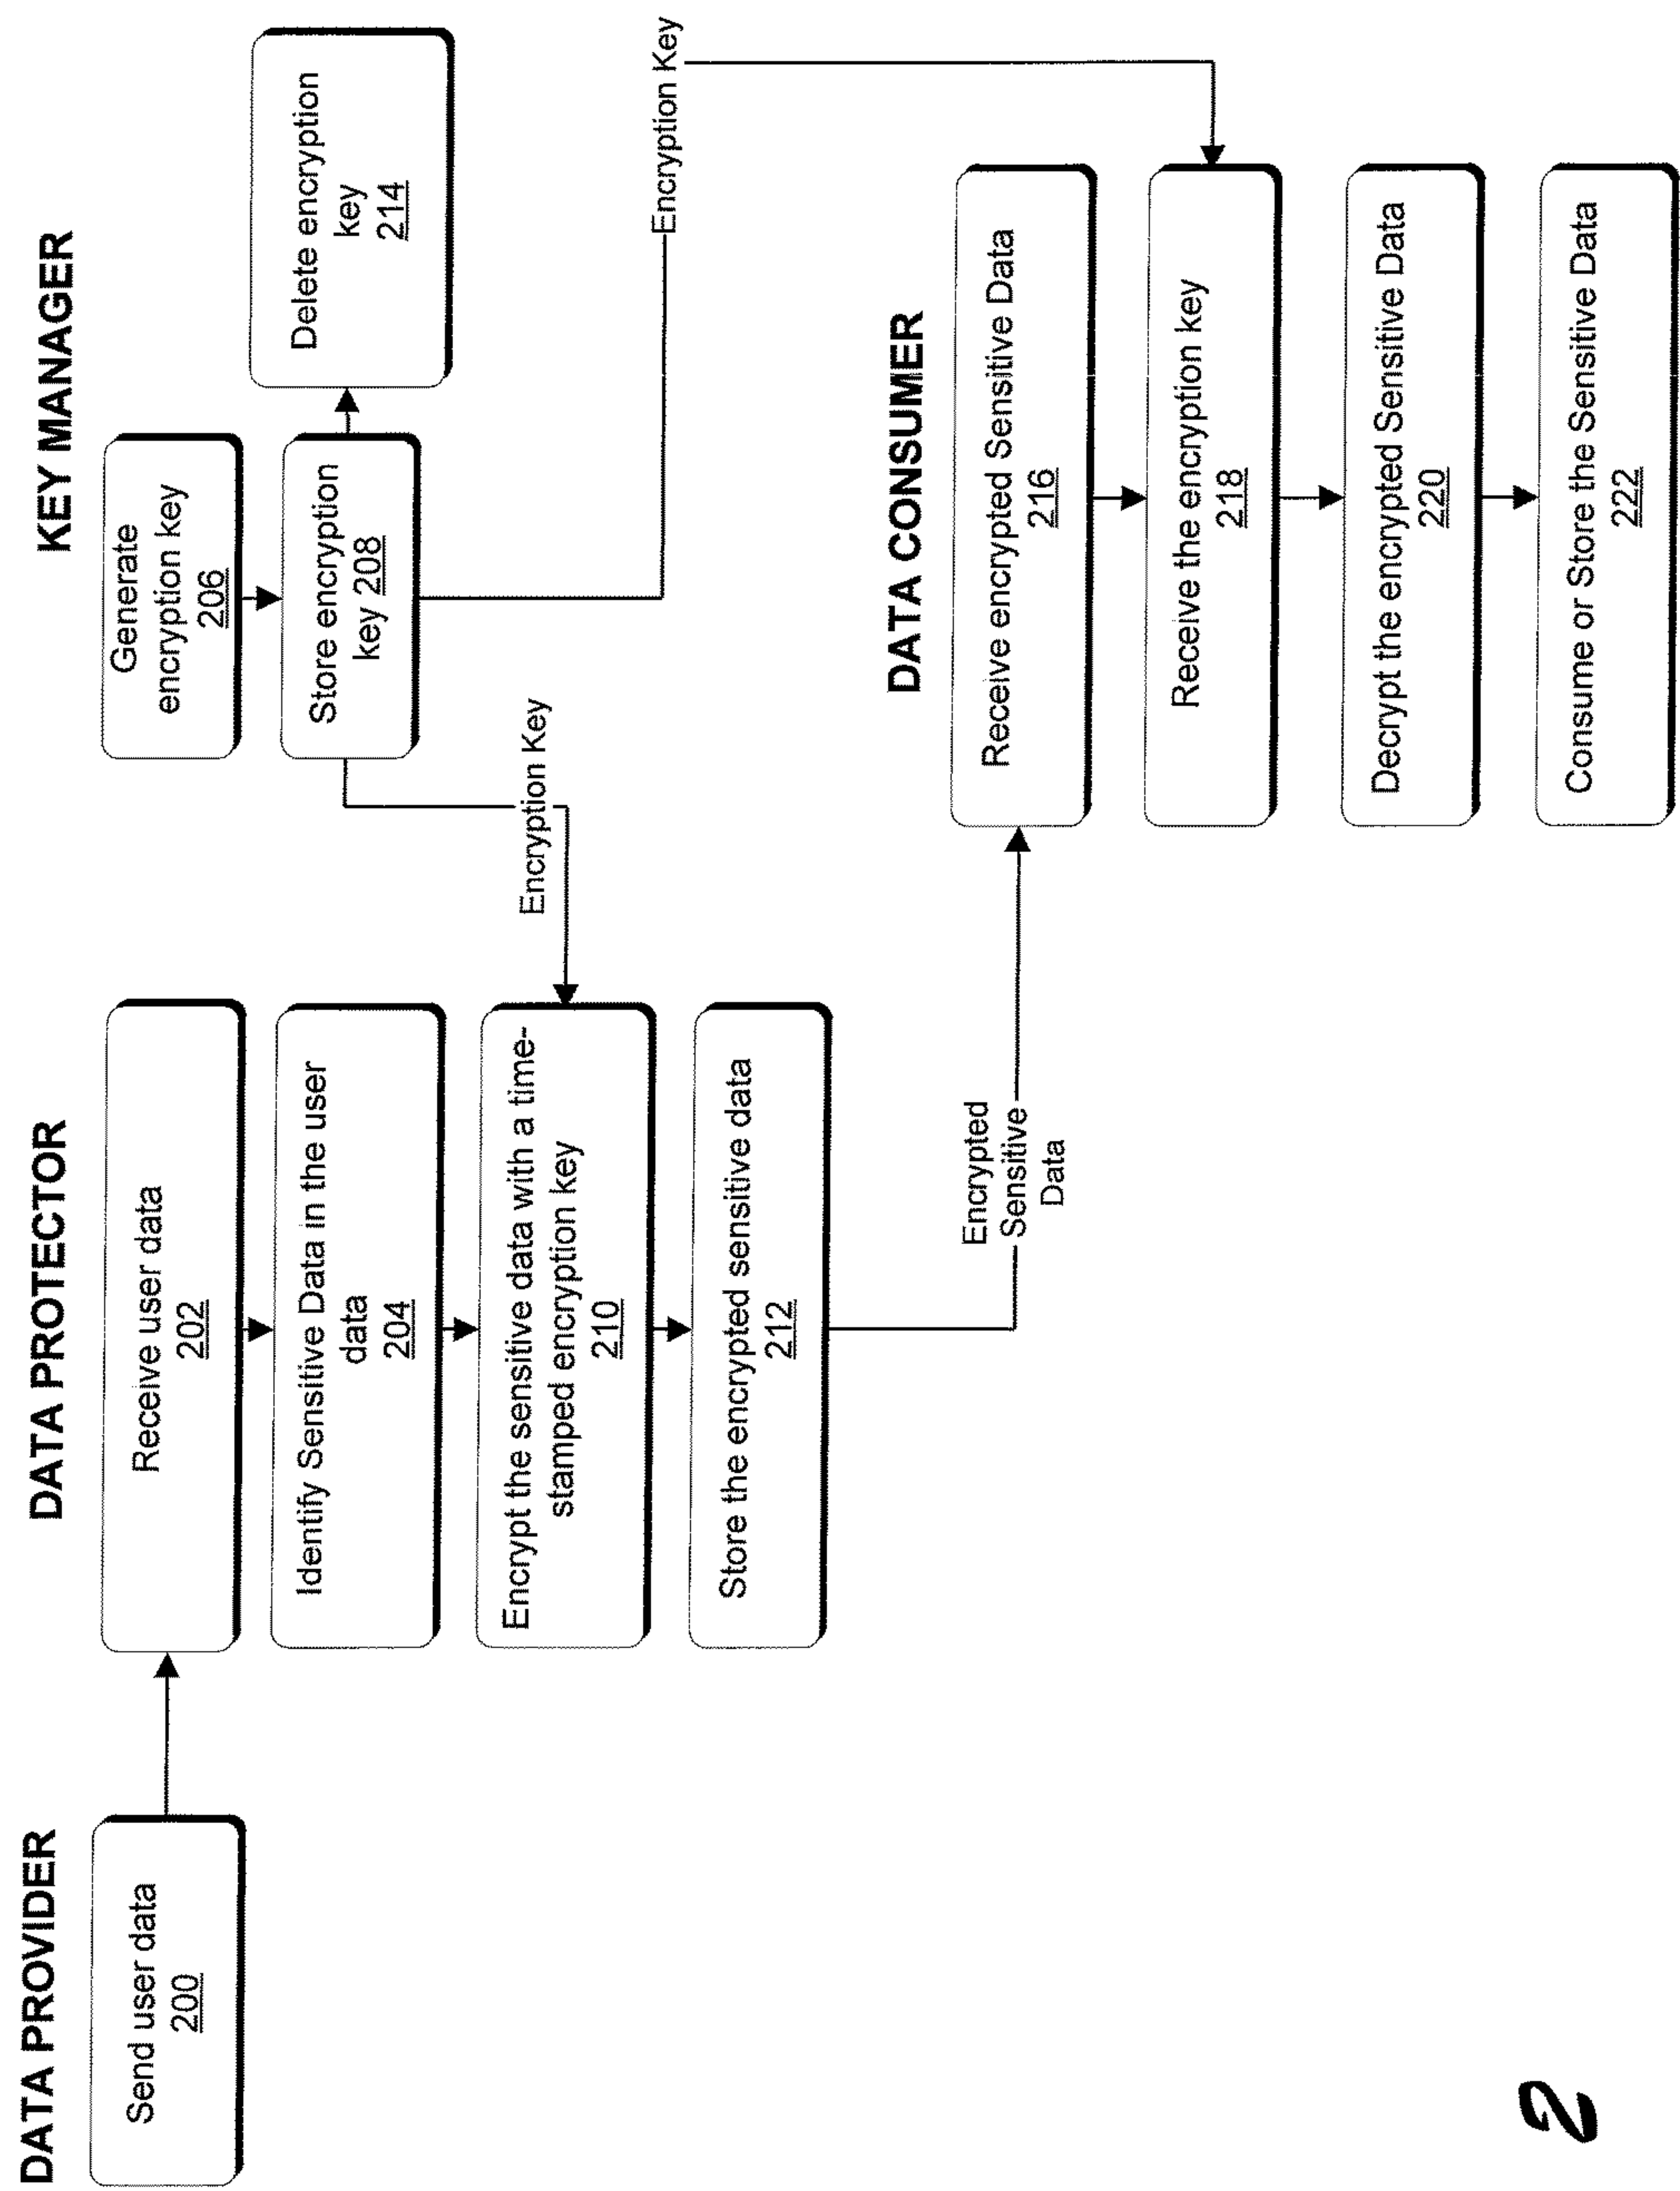 DATA PROVIDER
Send user data
200
DATA PROTECTOR
Receive user data
202
Identify Sensitive Data in the user
data
204
Encrypt the sensitive data with a time-
stamped encryption key
210
Store the encrypted sensitive data
212
Encrypted
Sensitive
Data
KEY MANAGER
Generate
encryption key
206
Store encryption
key 208
Delete encryption
key
214
Encryption Key
Encryption Key
DATA CONSUMER
Receive encrypted Sensitive Data
216
Receive the encryption key
218
Decrypt the encrypted Sensitive Data
220
Consume or Store the Sensitive Data
222
2